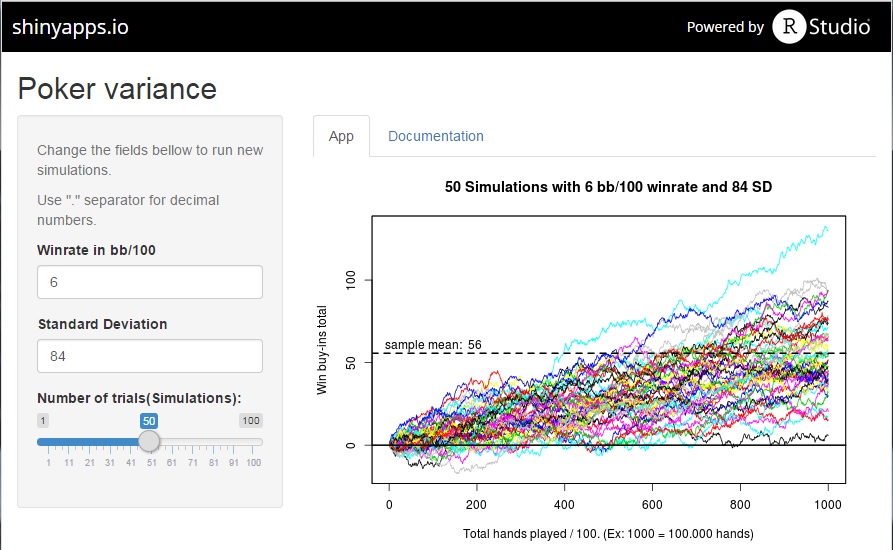 shinyapps.io
Powered by R Studio
Poker variance
Change the fields bellow to run new
simulations.
Use "." separator for decimal
numbers.
Winrate in bb/100
6
Standard Deviation
84
Number of trials(Simulations):
1 50 100
1 11 21 31 41 51 61 71 81 91 100
App Documentation
50 Simulations with 6 bb/100 winrate and 84 SD
Win buy-ins total
100
sample mean: 56
50
0
0 200 400 600 800 1000
Total hands played / 100. (Ex: 1000 = 100.000 hands)